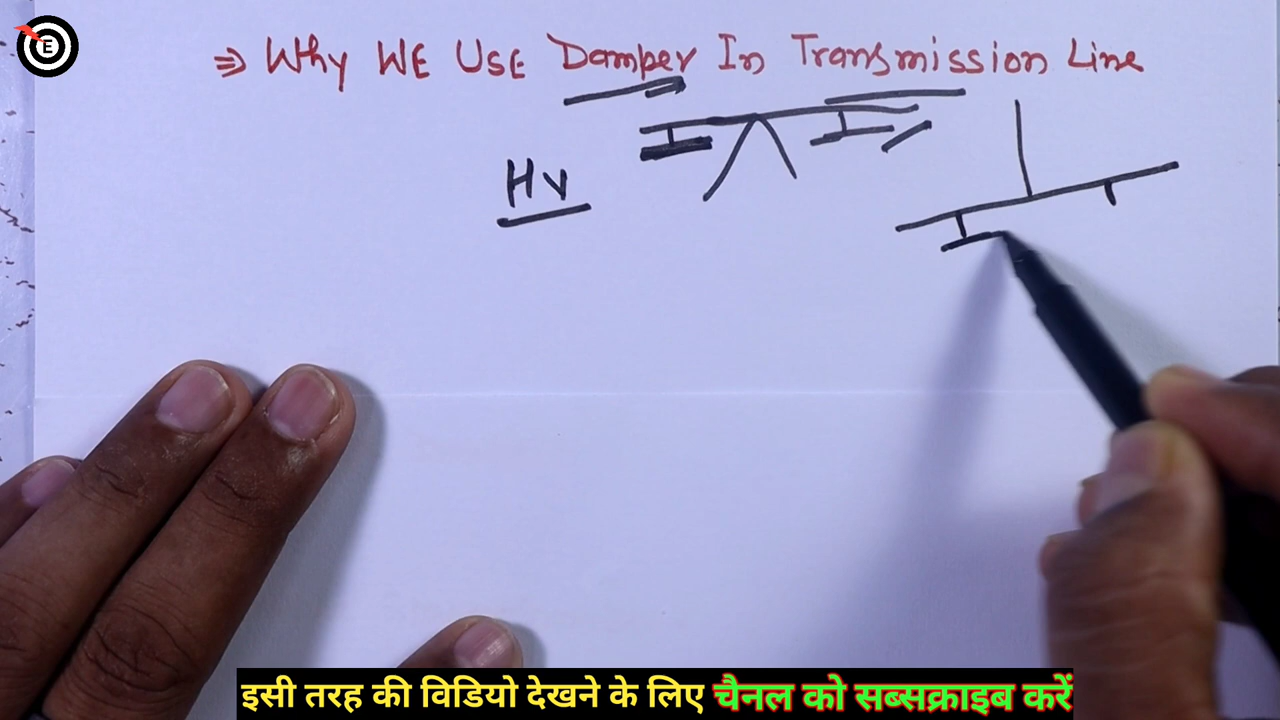 E
⇒ Why WE USE Damper In Transmission Line
HV
इसी तरह की विडियो देखने के लिए चैनल को सब्सक्राइब करें